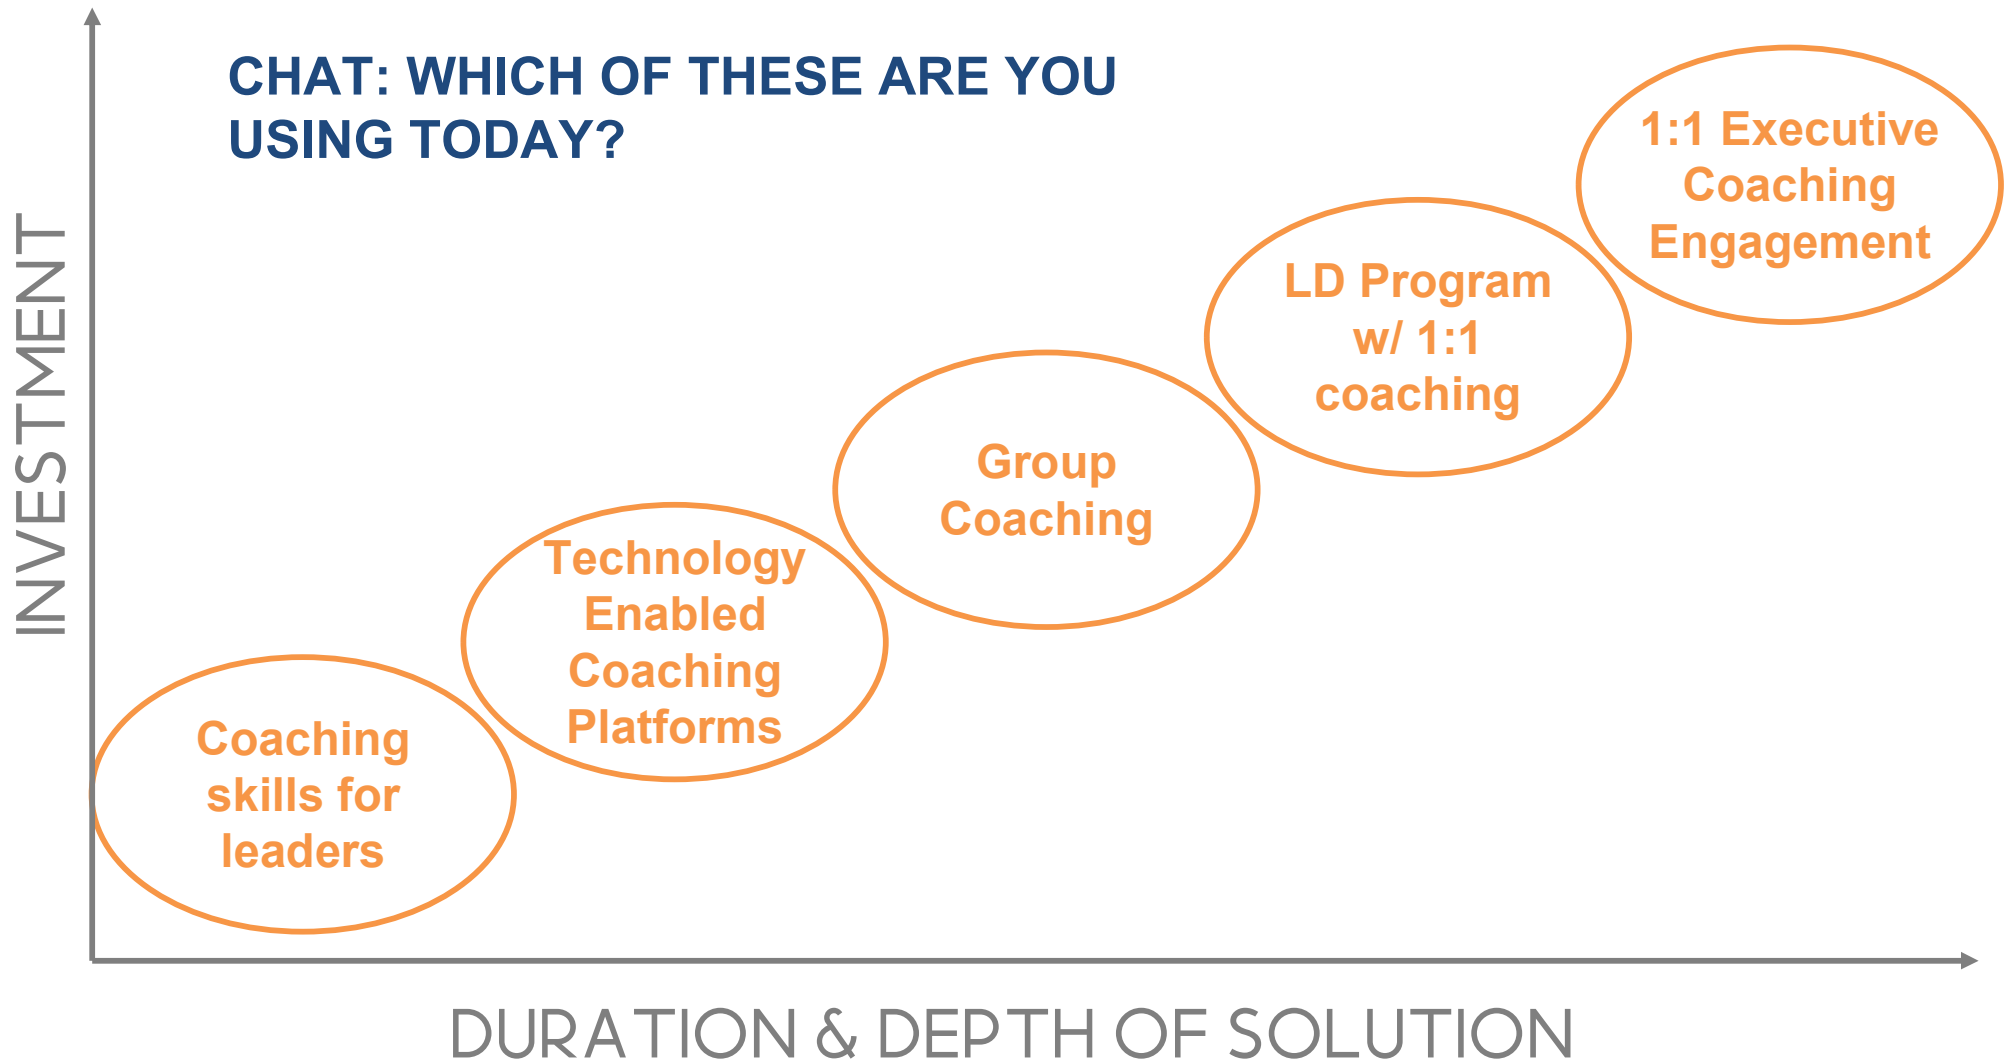 CHAT: WHICH OF THESE ARE YOU
USING TODAY?
INVESTMENT
1:1 Executive
Coaching
Engagement
LD Program
w/ 1:1
coaching
Group
Coaching
Technology
Enabled
Coaching
Platforms
Coaching
skills for
leaders
DURATION & DEPTH OF SOLUTION